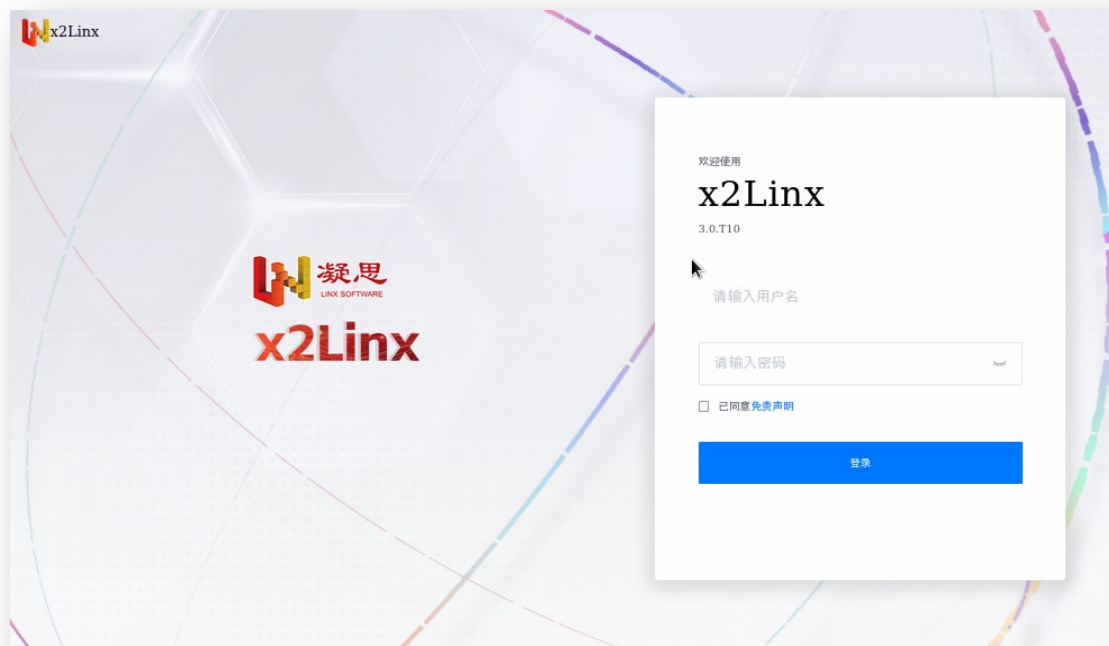 x2Linx
凝思
LINX SOFTWARE
x2Linx
欢迎使用
x2Linx
3.0.T10
请输入用户名
请输入密码
已同意免责声明
登录